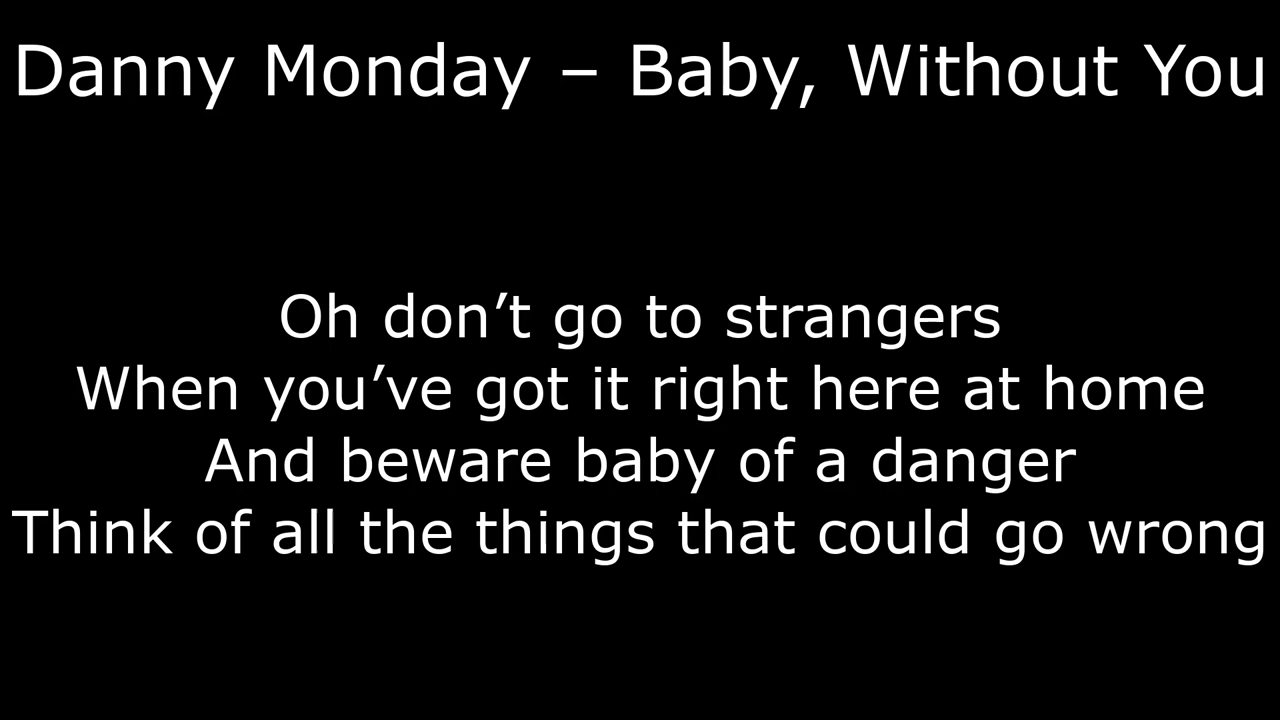 Danny Monday – Baby, Without You
Oh don’t go to strangers
When you’ve got it right here at home
And beware baby of a danger
Think of all the things that could go wrong